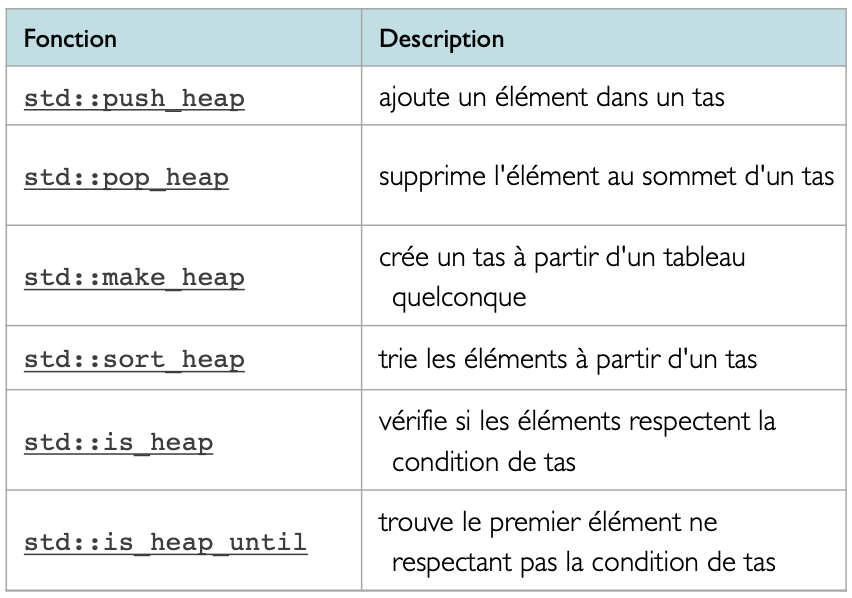 Fonction Description
std::push_heap ajoute un élément dans un tas
std::pop_heap supprime l'élément au sommet d'un tas
std::make_heap crée un tas à partir d'un tableau
quelconque
std::sort_heap trie les éléments à partir d'un tas
std::is_heap vérifie si les éléments respectent la
condition de tas
std::is_heap_until trouve le premier élément ne
respectant pas la condition de tas